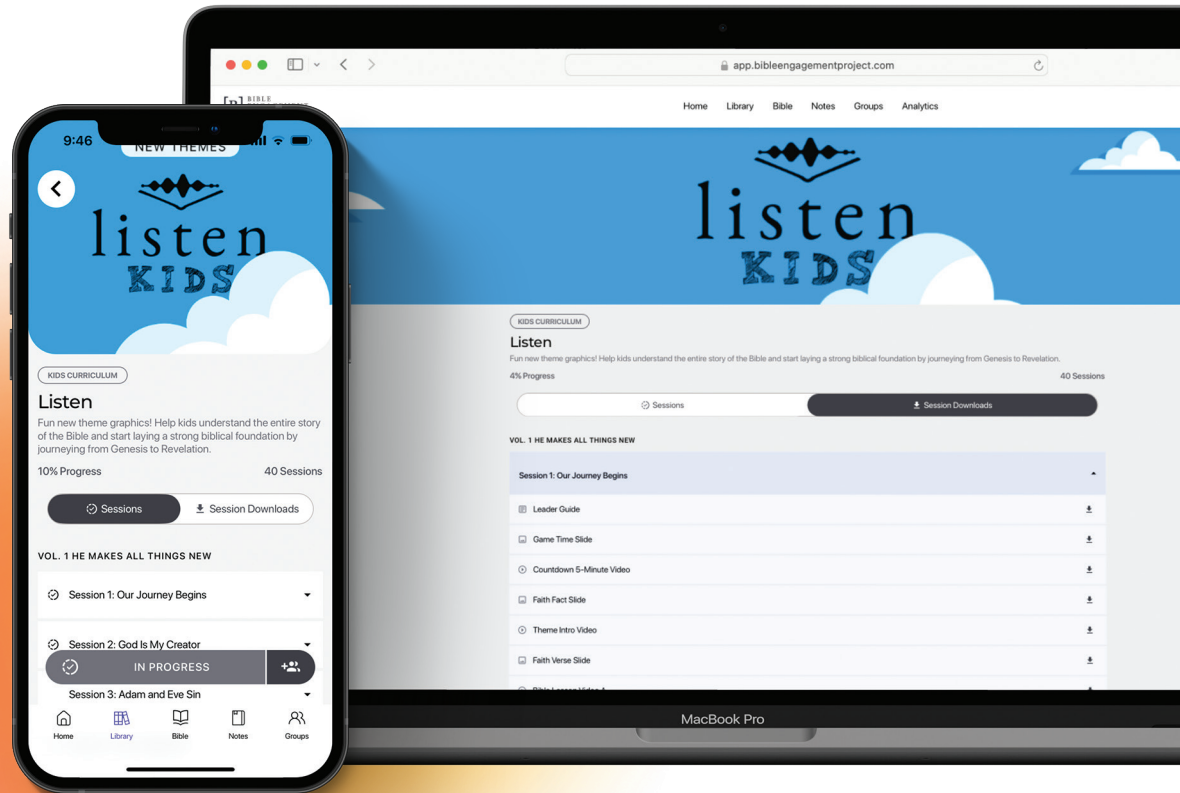 9:46
NEW THEMES
listen
KIDS
KIDS CURRICULUM
Listen
Fun new theme graphics! Help kids understand the entire story
of the Bible and start laying a strong biblical foundation by
journeying from Genesis to Revelation.
10% Progress
40 Sessions
Sessions
Session Downloads
VOL. 1 HE MAKES ALL THINGS NEW
Session 1: Our Journey Begins
Session 2: God Is My Creator
IN PROGRESS
Session 3: Adam and Eve Sin
Home
Library
Bible
Notes
Groups
app.bibleengagementproject.com
BIBLE
Home
Library
Bible
Notes
Groups
Analytics
listen
KIDS
KIDS CURRICULUM
Listen
Fun new theme graphics! Help kids understand the entire story of the Bible and start laying a strong biblical foundation by journeying from Genesis to Revelation.
4% Progress
40 Sessions
Sessions
Session Downloads
VOL. 1 HE MAKES ALL THINGS NEW
Session 1: Our Journey Begins
Leader Guide
Game Time Slide
Countdown 5-Minute Video
Faith Fact Slide
Theme Intro Video
Faith Verse Slide
MacBook Pro